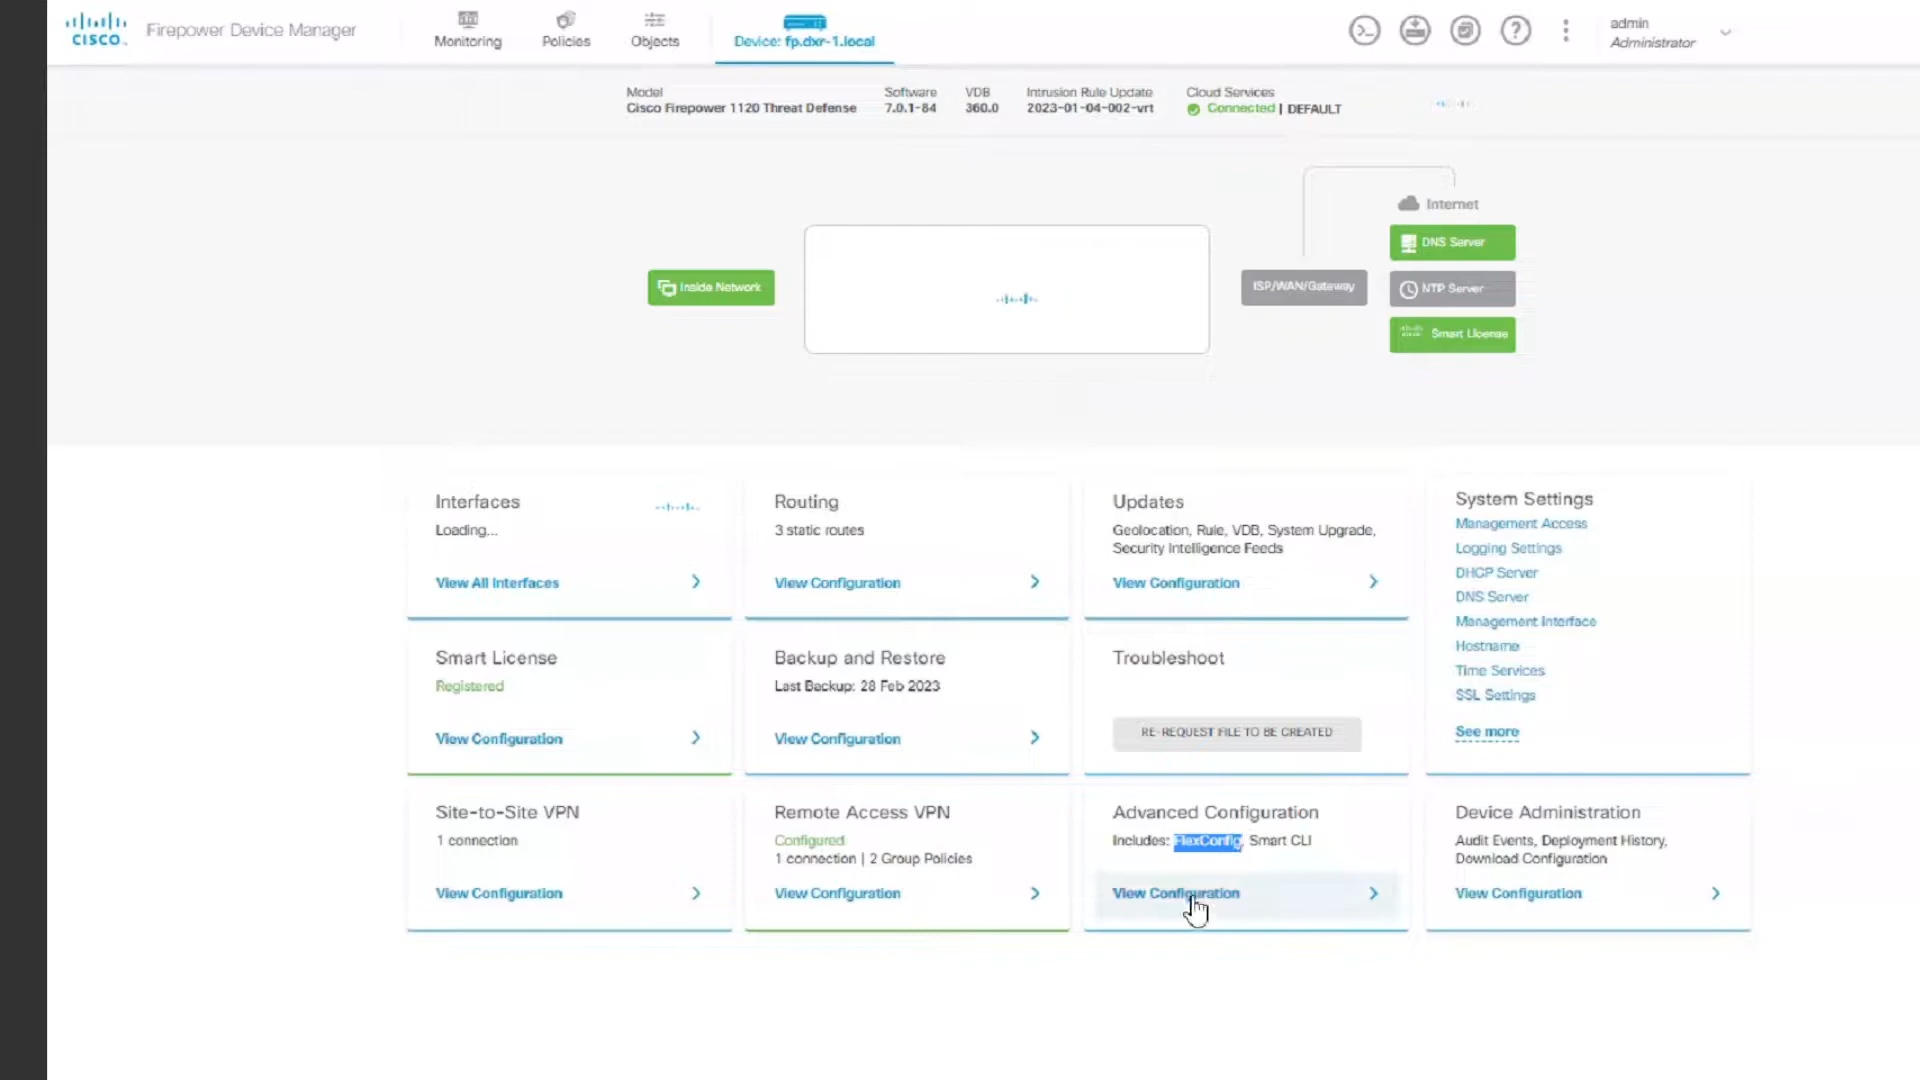 CISCO
Firepower Device Manager
Monitoring
Policies
Objects
Device: fp.dxr-1.local
admin
Administrator
Model
Cisco Firepower 1120 Threat Defense
Software
7.0.1-84
VDB
360.0
Intrusion Rule Update
2023-01-04-002-vrt
Cloud Services
Connected | DEFAULT
Internet
Inside Network
ISP/WAN/Gateway
DNS Server
NTP Server
Smart License
Interfaces
Loading...
View All Interfaces
Routing
3 static routes
View Configuration
Updates
Geolocation, Rule, VDB, System Upgrade,
Security Intelligence Feeds
View Configuration
System Settings
Management Access
Logging Settings
DHCP Server
DNS Server
Management Interface
Hostname
Time Services
SSL Settings
See more
Smart License
Registered
View Configuration
Backup and Restore
Last Backup: 28 Feb 2023
View Configuration
Troubleshoot
RE-REQUEST FILE TO BE CREATED
Site-to-Site VPN
1 connection
View Configuration
Remote Access VPN
Configured
1 connection | 2 Group Policies
View Configuration
Advanced Configuration
Includes: FlexConfig, Smart CLI
View Configuration
Device Administration
Audit Events, Deployment History,
Download Configuration
View Configuration